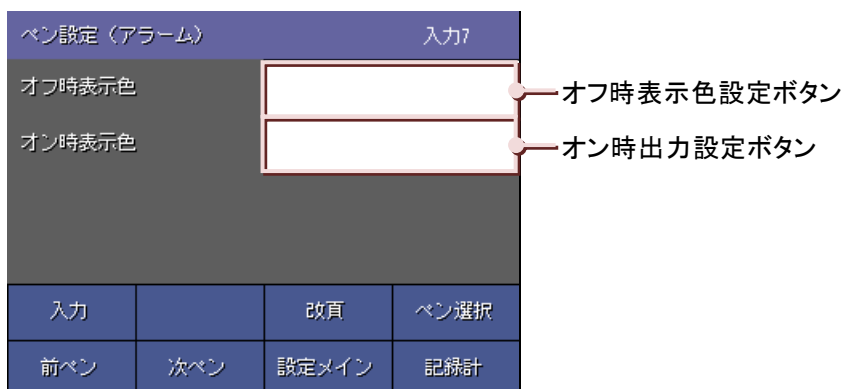 ペン設定（アラーム） 入力7
オフ時表示色
オフ時表示色設定ボタン
オン時表示色
オン時出力設定ボタン
入力 改頁 ペン選択
前ペン 次ペン 設定メイン 記録計